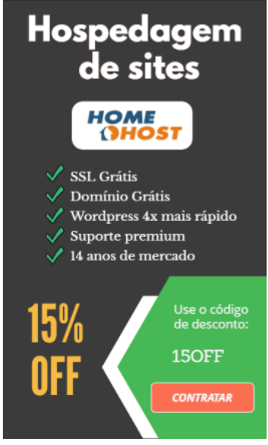 Hospedagem
de sites
HOME
HOST
SSL Grátis
Domínio Grátis
Wordpress 4x mais rápido
Suporte premium
14 anos de mercado
15%
OFF
Use o código
de desconto:
15OFF
CONTRATAR